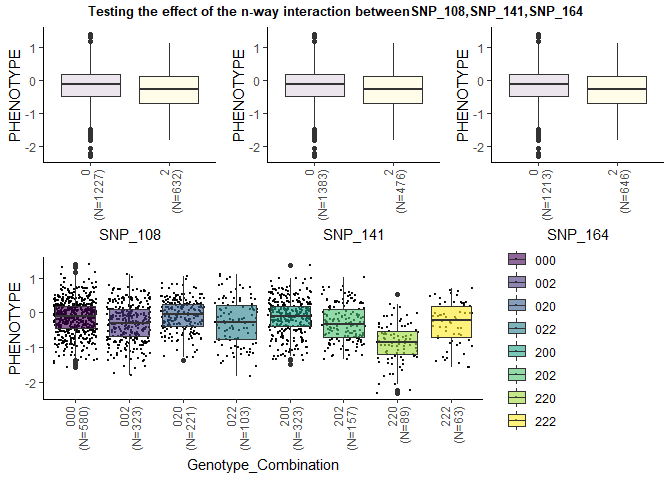 Testing the effect of the n-way interaction betweenSNP_108,SNP_141,SNP_164
PHENOTYPE
1
0
-1
-2
0
(N=1227)
2
(N=632)
SNP_108
PHENOTYPE
1
0
-1
-2
0
(N=1383)
2
(N=476)
SNP_141
PHENOTYPE
1
0
-1
-2
0
(N=1213)
2
(N=646)
SNP_164
PHENOTYPE
1
0
-1
-2
000
(N=580)
002
(N=323)
020
(N=221)
022
(N=103)
200
(N=323)
202
(N=157)
220
(N=89)
222
(N=63)
Genotype_Combination
000
002
020
022
200
202
220
222